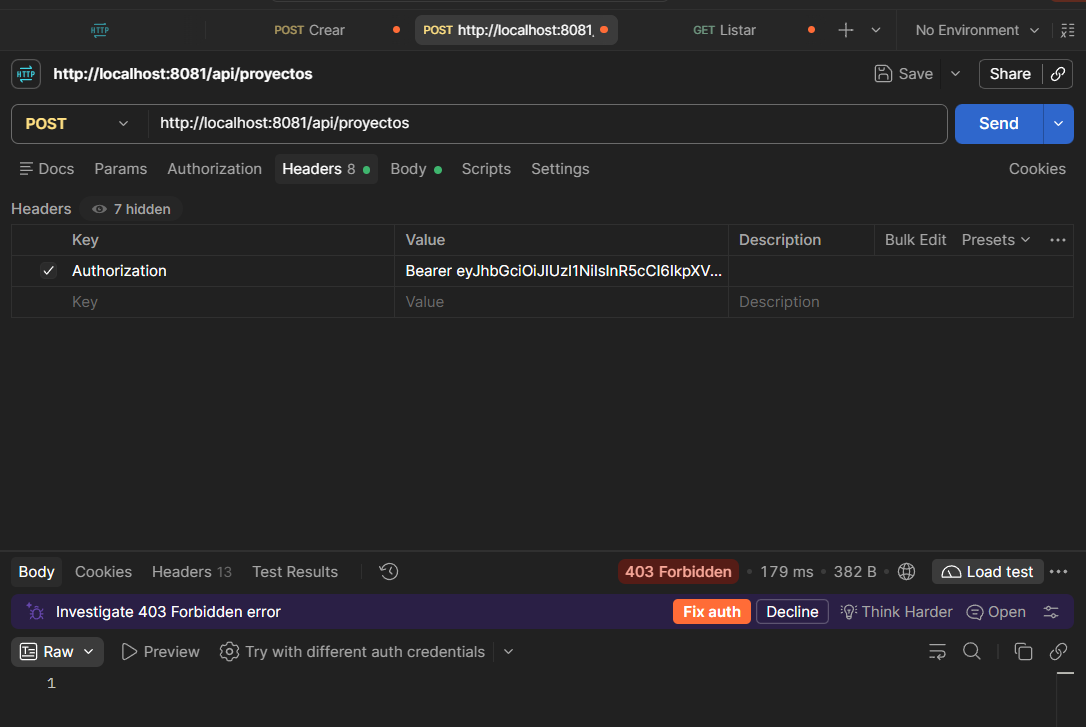 HTTP POST Crear POST http://localhost:8081, GET Listar No Environment
HTTP http://localhost:8081/api/proyectos Save Share
POST http://localhost:8081/api/proyectos Send
Docs Params Authorization Headers 8 Body Scripts Settings Cookies
Headers 7 hidden
Key Value Description Bulk Edit Presets
Authorization Bearer eyJhbGciOiJIUzI1NiIsInR5cCI6IkpXV...
Key Value Description
Body Cookies Headers 13 Test Results 403 Forbidden 179 ms 382 B Load test
Investigate 403 Forbidden error Fix auth Decline Think Harder Open
Raw Preview Try with different auth credentials
1